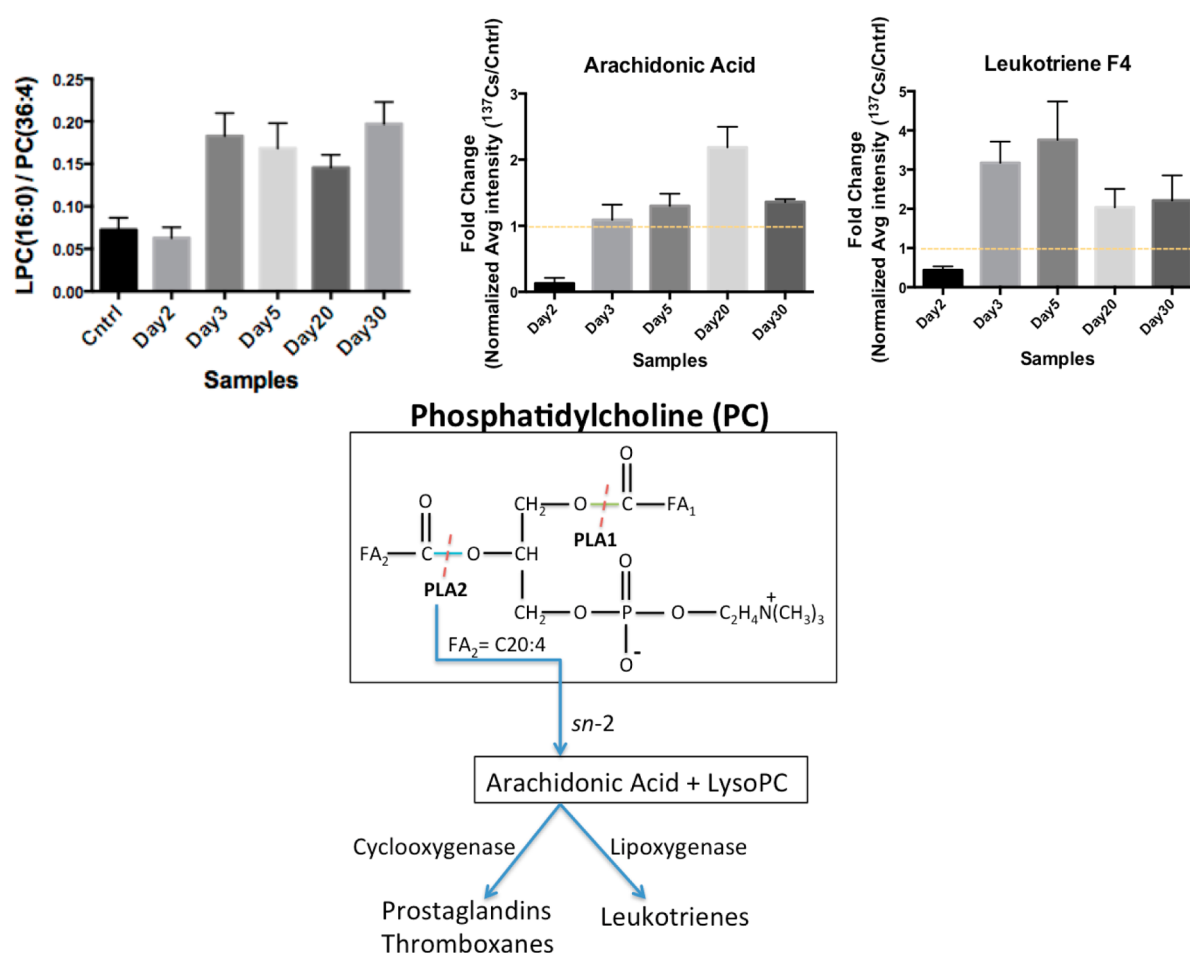 LPC(16:0) / PC(36:4)
0.25
0.20
0.15
0.10
0.05
0.00
Cntrl
Day2
Day3
Day5
Day20
Day30
Samples
Arachidonic Acid
Fold Change
(Normalized Avg intensity (¹³⁷Cs/Cntrl)
3
2
1
0
Day2
Day3
Day5
Day20
Day30
Samples
Leukotriene F4
Fold Change
(Normalized Avg intensity (¹³⁷Cs/Cntrl)
5
4
3
2
1
0
Day2
Day3
Day5
Day20
Day30
Samples
Phosphatidylcholine (PC)
O
CH₂ O C FA₁
PLA1
O
FA₂ C O CH
PLA2
O
CH₂ O P O C₂H₄N⁺(CH₃)₃
O⁻
FA₂= C20:4
sn-2
Arachidonic Acid + LysoPC
Cyclooxygenase
Lipoxygenase
Prostaglandins
Thromboxanes
Leukotrienes